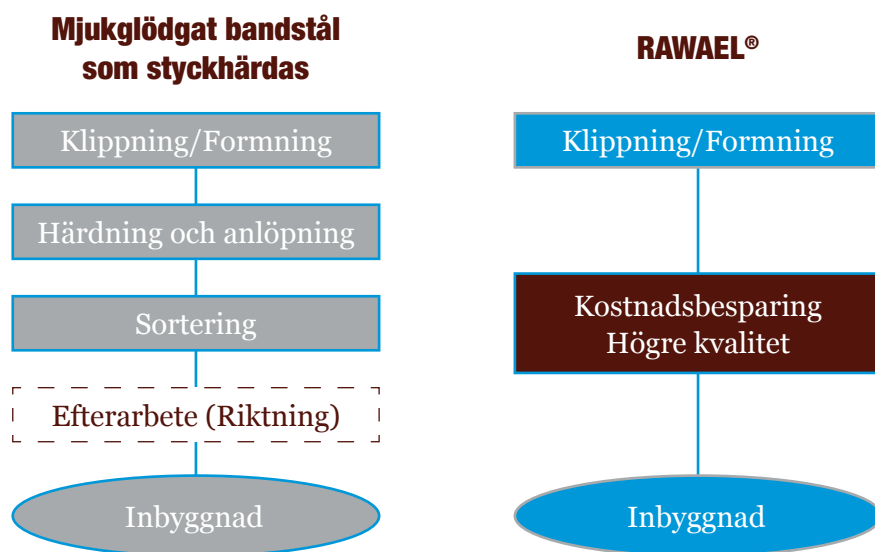 Mjukglödgat bandstål
som styckhärdas
Klippning/Formning
Härdning och anlöpning
Sortering
Efterarbete (Riktning)
Inbyggnad
RAWAEL®
Klippning/Formning
Kostnadsbesparing
Högre kvalitet
Inbyggnad